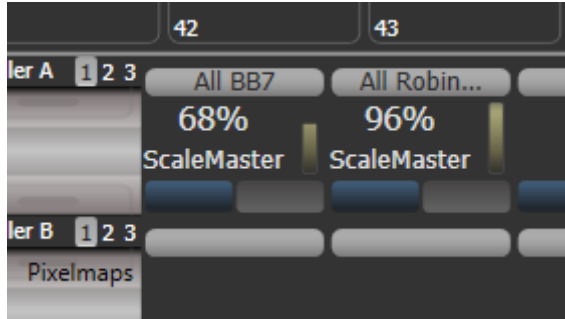 42 43
ler A 1 2 3
All BB7 All Robin...
68% 96%
ScaleMaster ScaleMaster
ler B 1 2 3
Pixelmaps